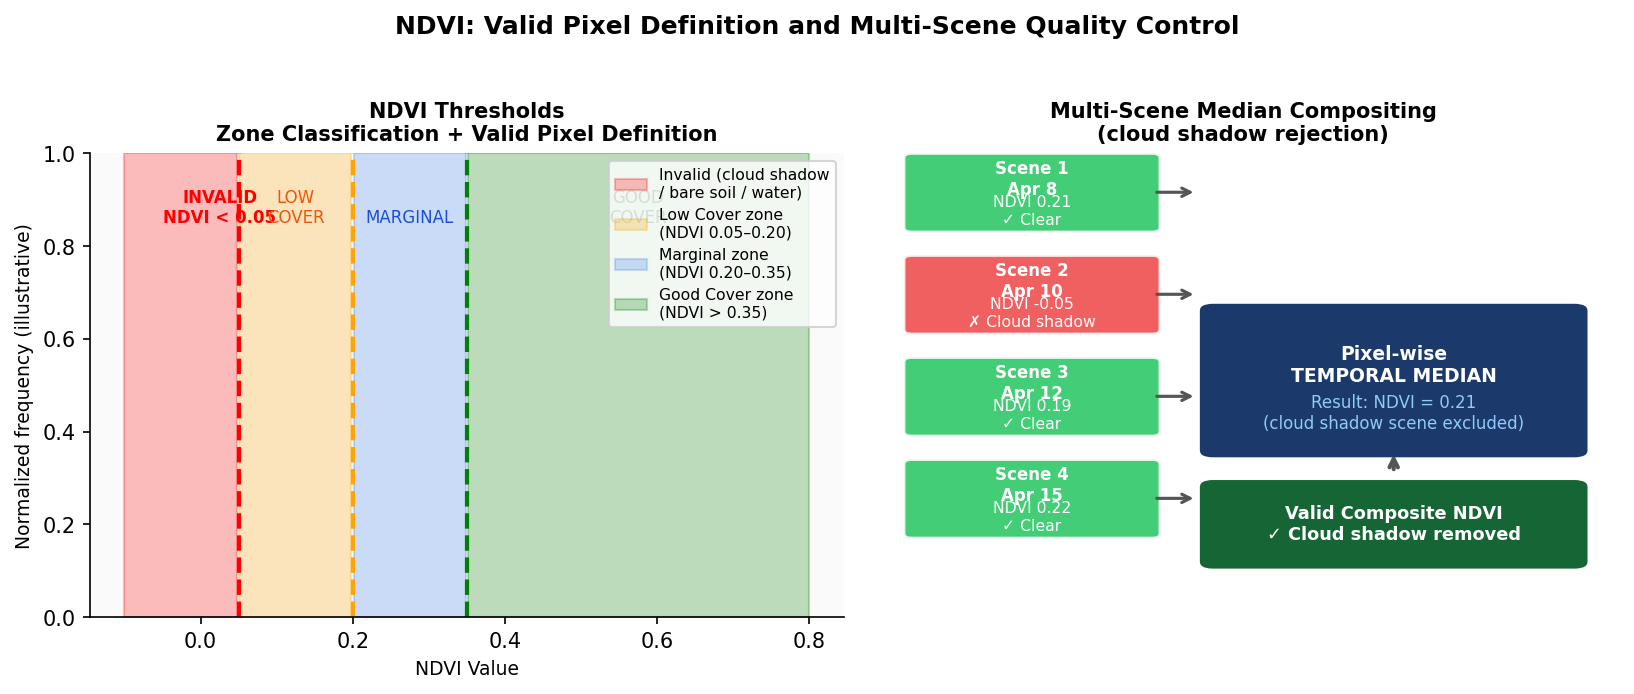 NDVI: Valid Pixel Definition and Multi-Scene Quality Control
NDVI Thresholds
Zone Classification + Valid Pixel Definition
Normalized frequency (illustrative)
1.0
0.8
0.6
0.4
0.2
0.0
INVALID
NDVI < 0.05
LOW
COVER
MARGINAL
GOOD
COVER
Invalid (cloud shadow
/ bare soil / water)
Low Cover zone
(NDVI 0.05–0.20)
Marginal zone
(NDVI 0.20–0.35)
Good Cover zone
(NDVI > 0.35)
0.0
0.2
0.4
0.6
0.8
NDVI Value
Multi-Scene Median Compositing
(cloud shadow rejection)
Scene 1
Apr 8
NDVI 0.21
✓ Clear
Scene 2
Apr 10
NDVI -0.05
✗ Cloud shadow
Scene 3
Apr 12
NDVI 0.19
✓ Clear
Scene 4
Apr 15
NDVI 0.22
✓ Clear
Pixel-wise
TEMPORAL MEDIAN
Result: NDVI = 0.21
(cloud shadow scene excluded)
Valid Composite NDVI
✓ Cloud shadow removed